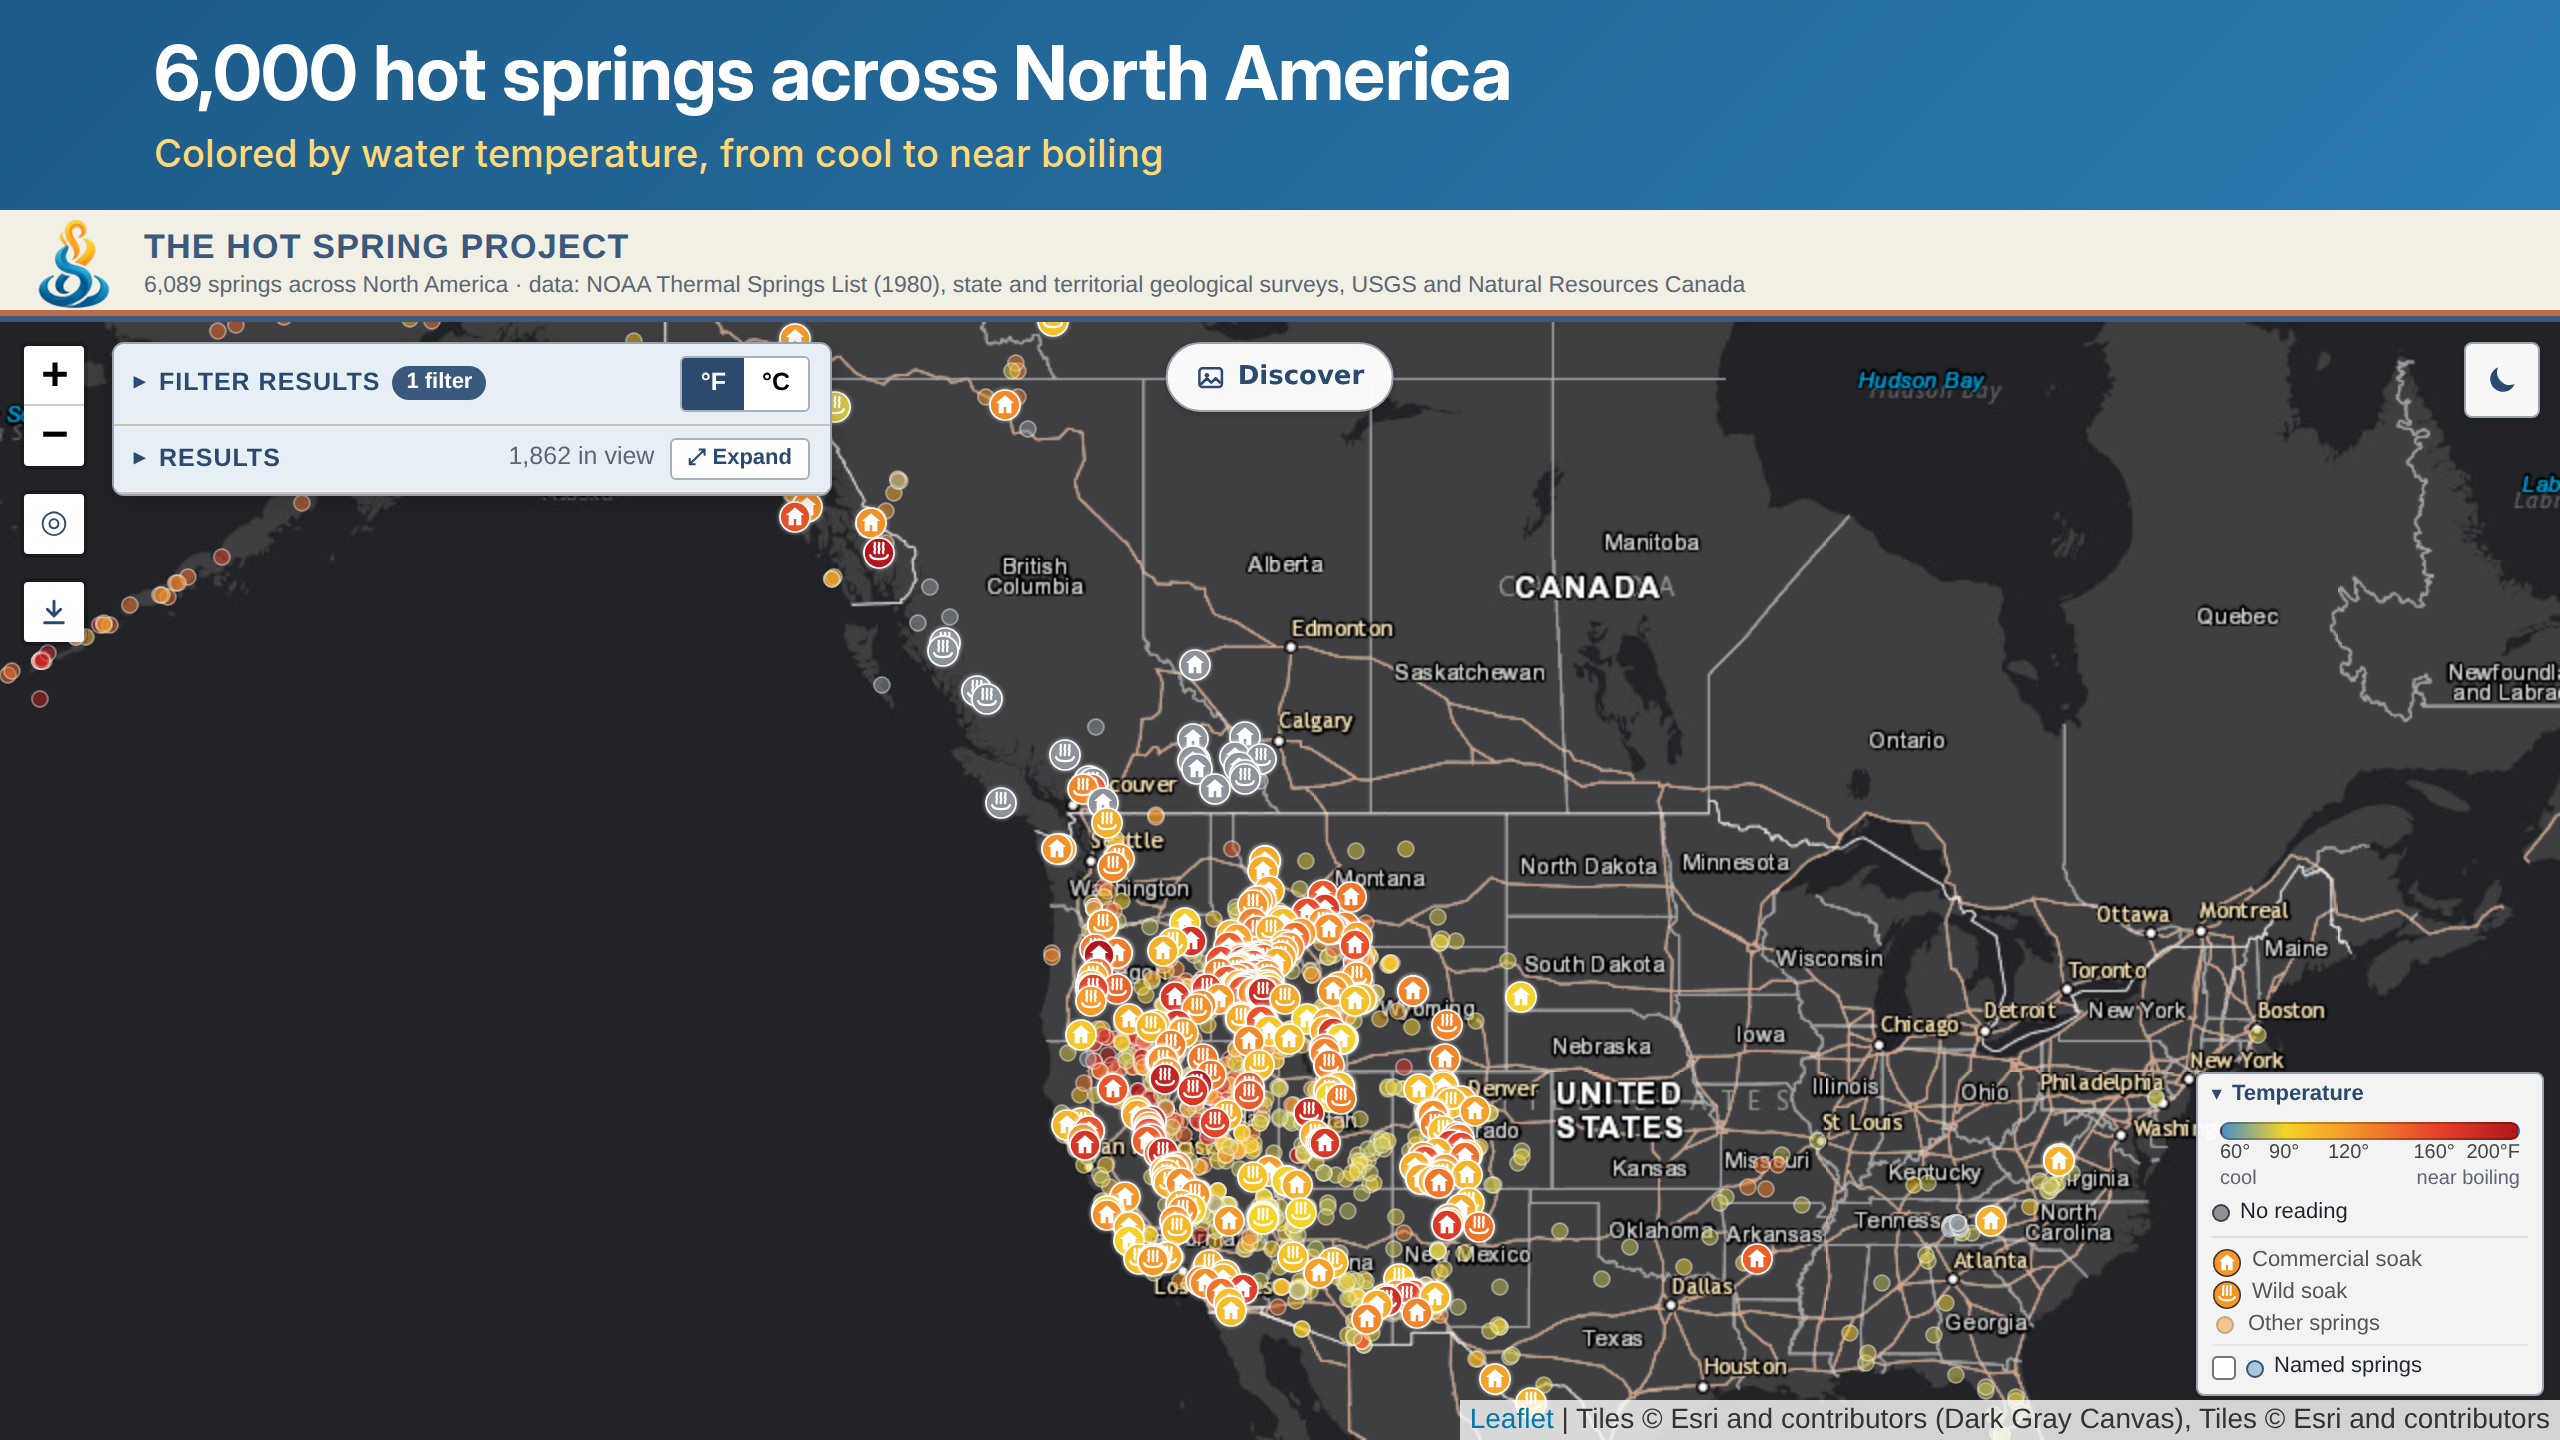 6,000 hot springs across North America
Colored by water temperature, from cool to near boiling
THE HOT SPRING PROJECT
6,089 springs across North America · data: NOAA Thermal Springs List (1980), state and territorial geological surveys, USGS and Natural Resources Canada
+
−
▸ FILTER RESULTS 1 filter °F °C
▸ RESULTS 1,862 in view Expand
Discover
Hudson Bay
Hudson Bay
British
Columbia
Alberta
Manitoba
CANADA
Edmonton
Saskatchewan
Quebec
Calgary
Ontario
North Dakota
Minnesota
Montana
Washington
Ottawa
Montreal
Maine
South Dakota
Wisconsin
Toronto
Wyoming
Detroit
New York
Boston
Chicago
Iowa
Nebraska
New York
Denver
UNITED
STATES
Illinois
Ohio
Philadelphia
St Louis
Kansas
Missouri
Kentucky
Oklahoma
Arkansas
North
Carolina
New Mexico
Atlanta
Dallas
Georgia
Texas
Houston
▾ Temperature
60° 90° 120° 160° 200°F
cool near boiling
No reading
Commercial soak
Wild soak
Other springs
Named springs
Leaflet | Tiles © Esri and contributors (Dark Gray Canvas), Tiles © Esri and contributors